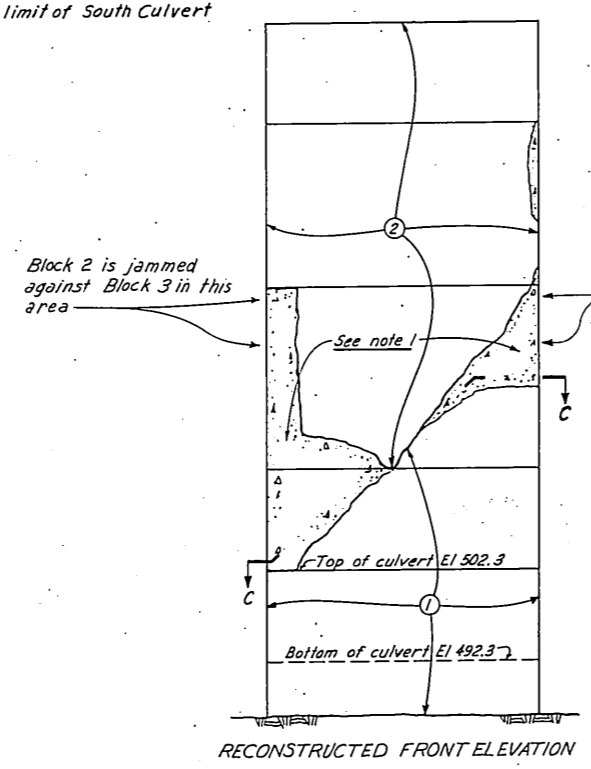 limit of South Culvert
2
Block 2 is jammed
against Block 3 in this
area
See note 1
C
Top of culvert El 502.3
C
1
Bottom of culvert El 492.3
RECONSTRUCTED FRONT ELEVATION